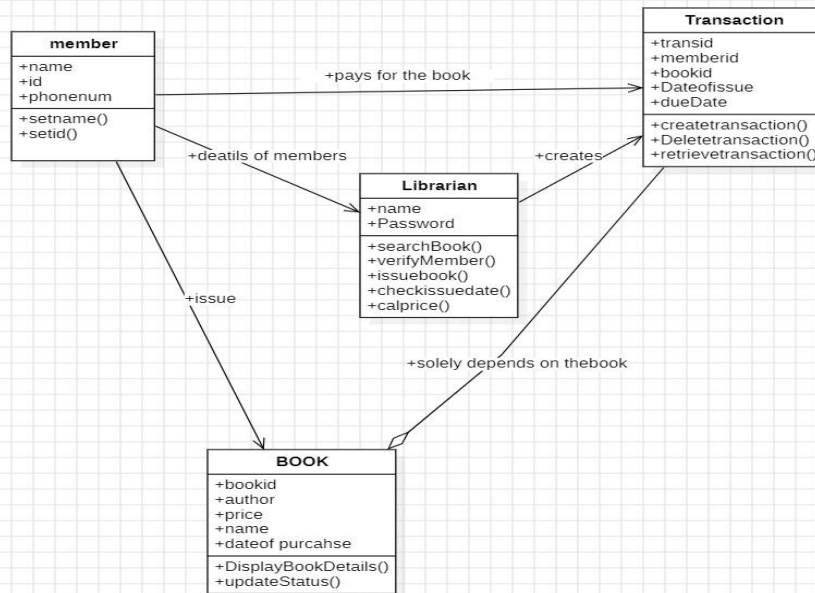 member
+name
+id
+phonenum
+setname()
+setid()
+pays for the book
Transaction
+transid
+memberid
+bookid
+Dateofissue
+dueDate
+createtransaction()
+Deletetransaction()
+retrievetransaction()
+deatils of members
+creates
Librarian
+name
+Password
+searchBook()
+verifyMember()
+issuebook()
+checkissuedate()
+calprice()
+issue
+solely depends on thebook
BOOK
+bookid
+author
+price
+name
+dateof purcahse
+DisplayBookDetails()
+updateStatus()